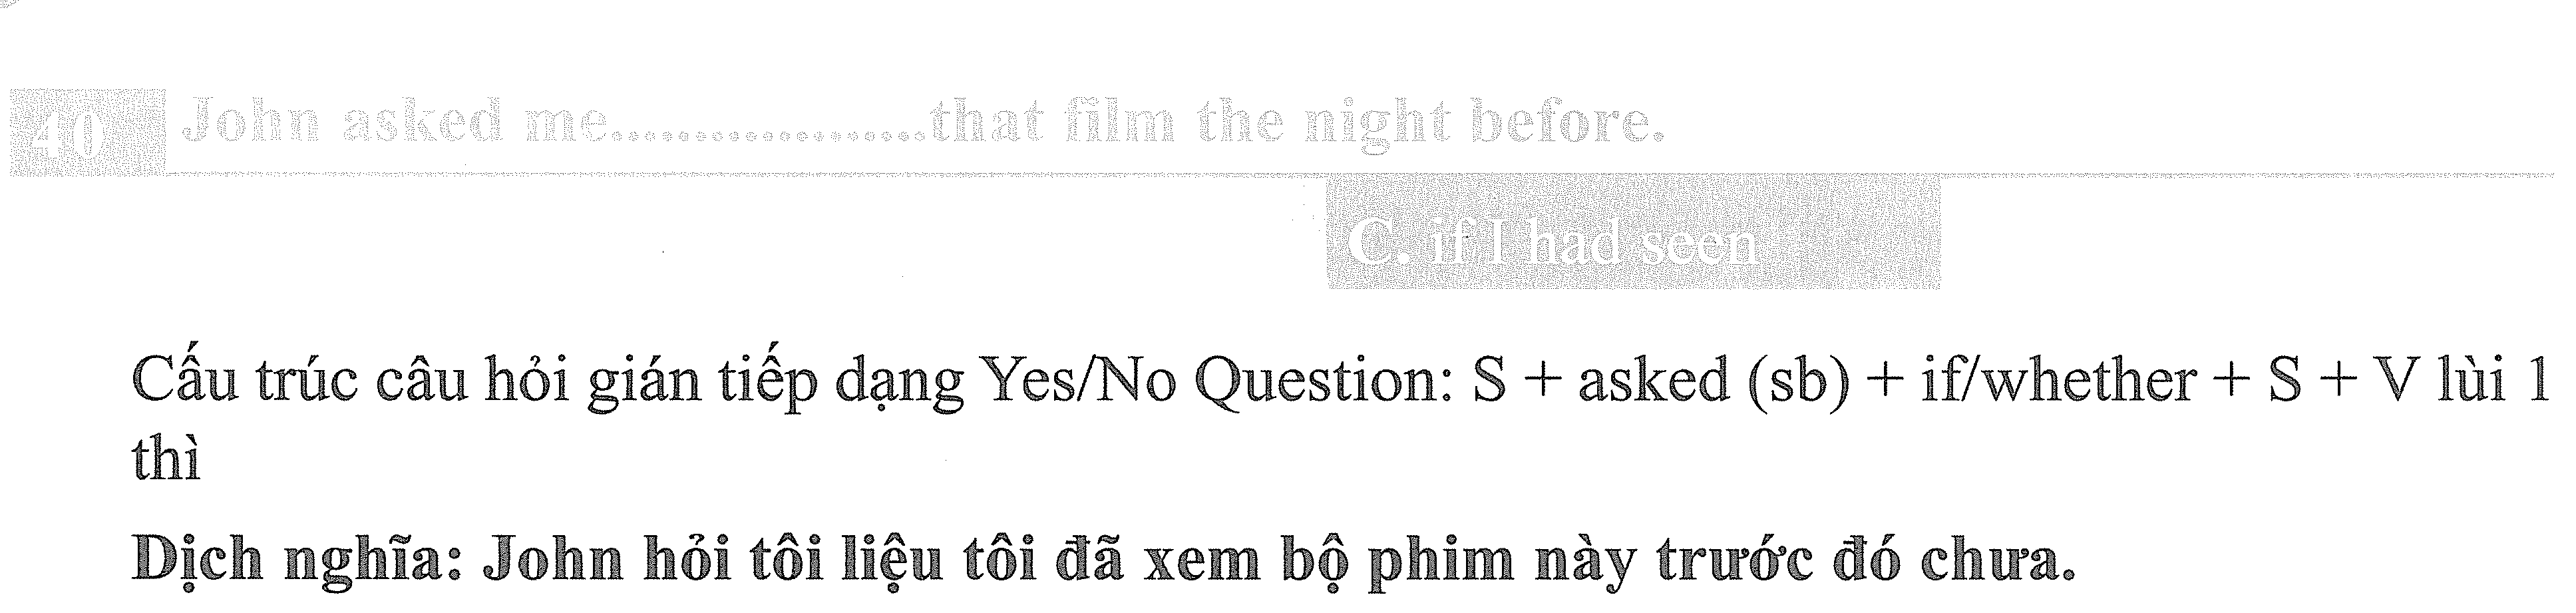 40 John asked me...................that film the night before.
C. if I had seen
Cấu trúc câu hỏi gián tiếp dạng Yes/No Question: S + asked (sb) + if/whether + S + V lùi 1
thì
Dịch nghĩa: John hỏi tôi liệu tôi đã xem bộ phim này trước đó chưa.